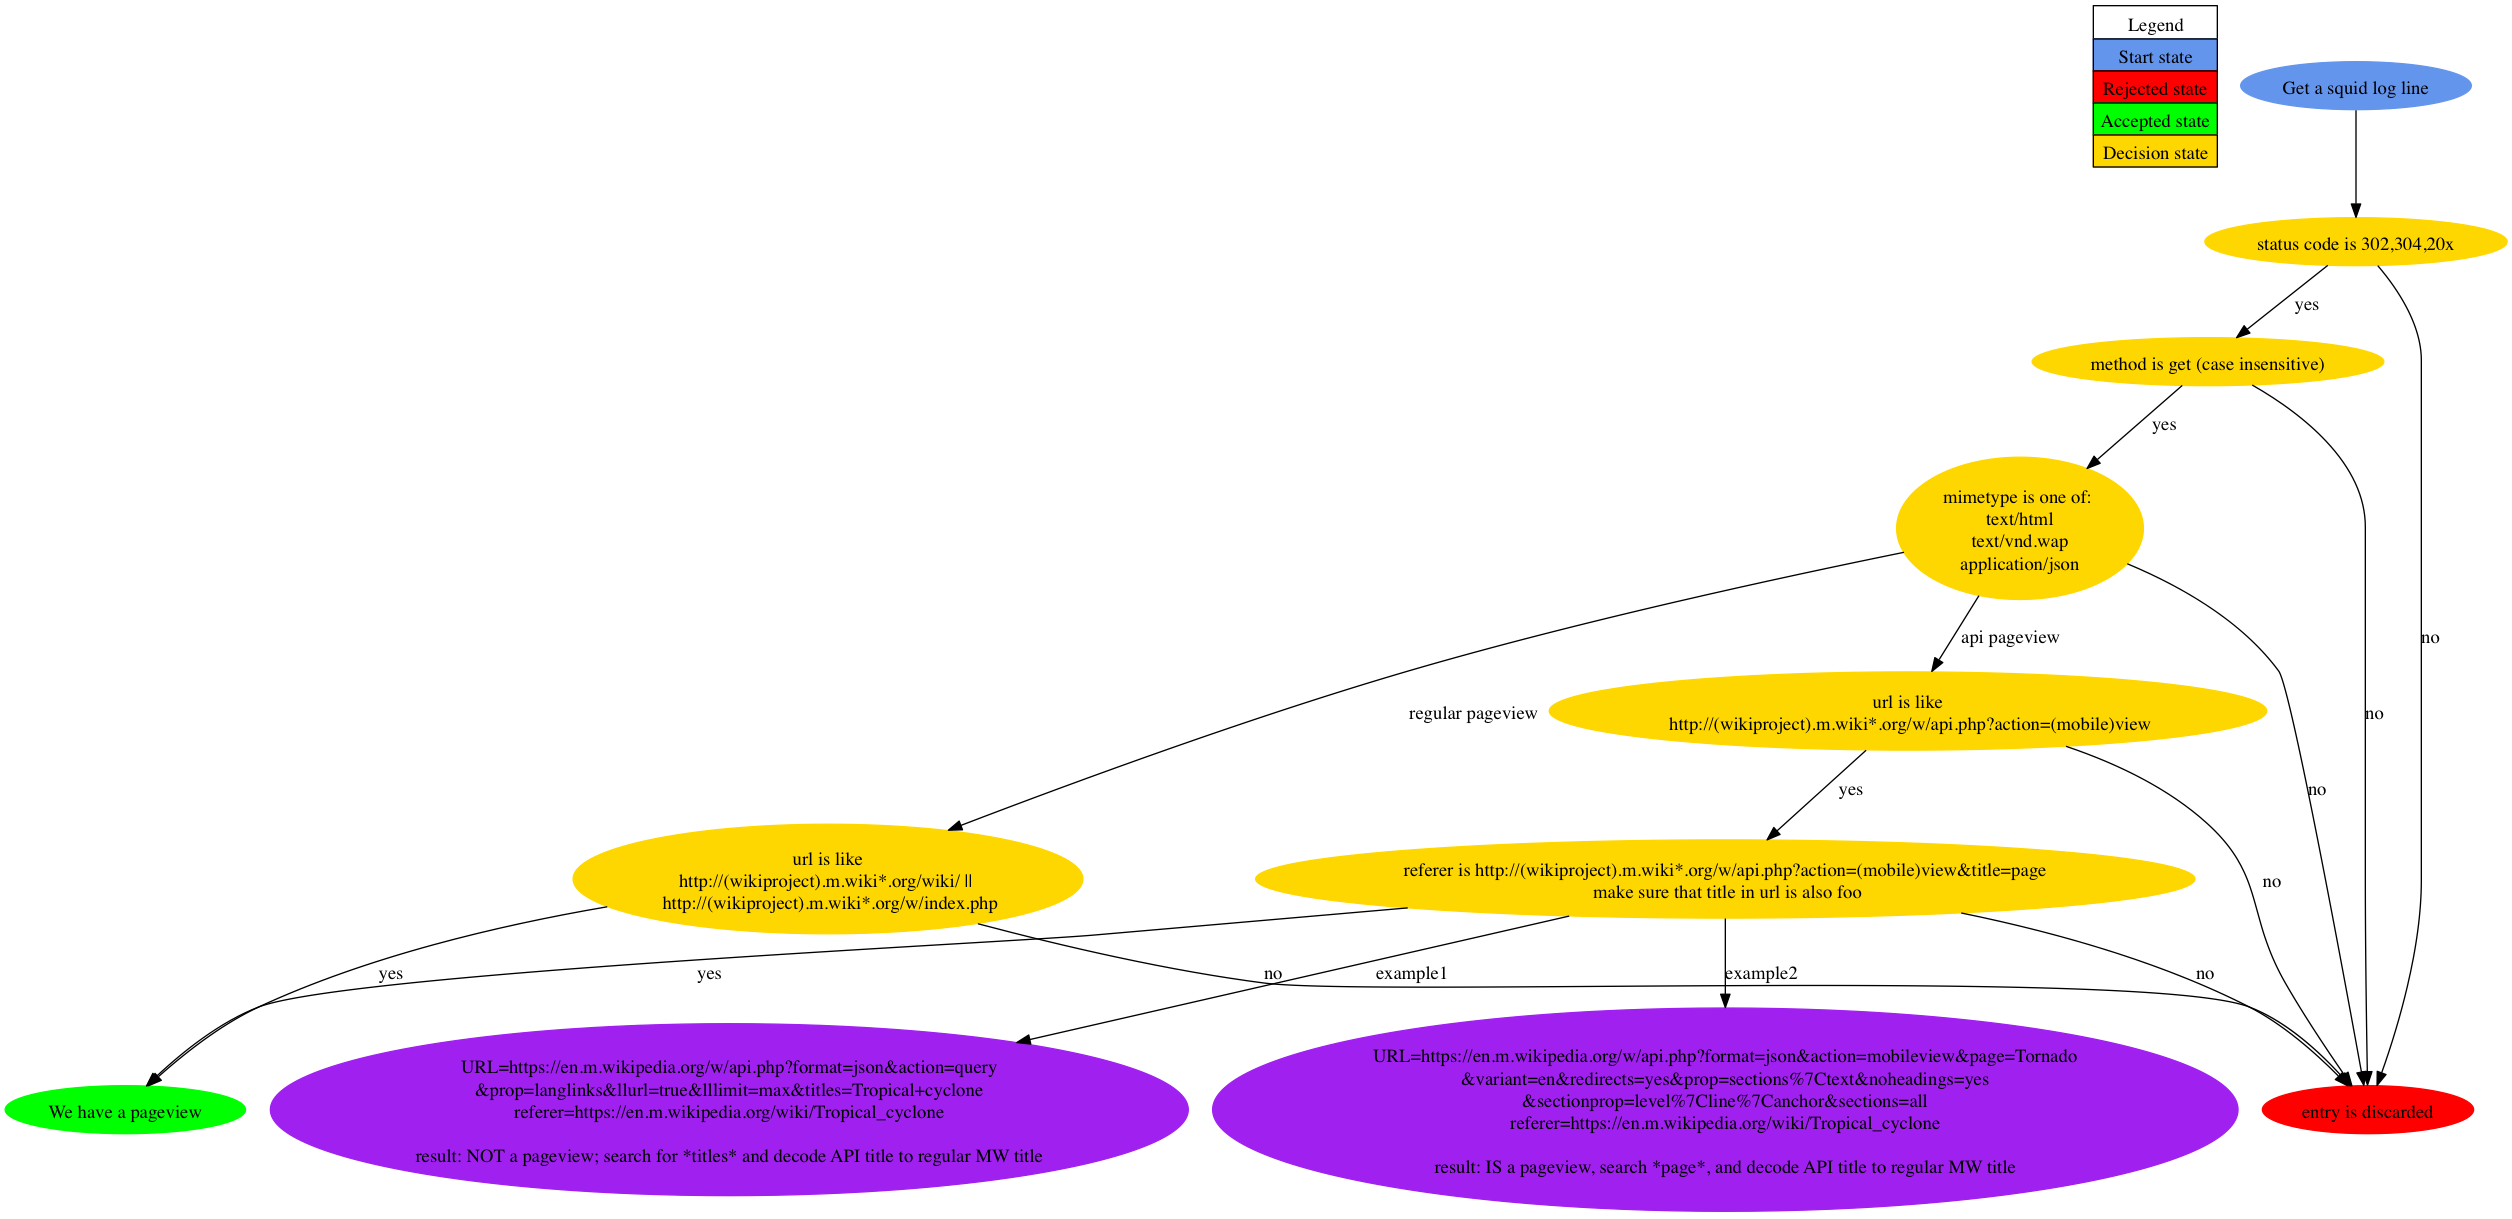 Legend
Start state
Rejected state
Accepted state
Decision state
Get a squid log line
status code is 302,304,20x
yes
method is get (case insensitive)
yes
mimetype is one of:
text/html
text/vnd.wap
application/json
api pageview
no
regular pageview
no
url is like
http://(wikiproject).m.wiki*.org/w/api.php?action=(mobile)view
yes
no
url is like
http://(wikiproject).m.wiki*.org/wiki/ ||
http://(wikiproject).m.wiki*.org/w/index.php
referer is http://(wikiproject).m.wiki*.org/w/api.php?action=(mobile)view&title=page
make sure that title in url is also foo
no
yes
yes
no
example1
example2
no
We have a pageview
URL=https://en.m.wikipedia.org/w/api.php?format=json&action=query
&prop=langlinks&llurl=true&lllimit=max&titles=Tropical+cyclone
referer=https://en.m.wikipedia.org/wiki/Tropical_cyclone
result: NOT a pageview; search for *titles* and decode API title to regular MW title
URL=https://en.m.wikipedia.org/w/api.php?format=json&action=mobileview&page=Tornado
&variant=en&redirects=yes&prop=sections%7Ctext&noheadings=yes
&sectionprop=level%7Cline%7Canchor&sections=all
referer=https://en.m.wikipedia.org/wiki/Tropical_cyclone
result: IS a pageview, search *page*, and decode API title to regular MW title
entry is discarded